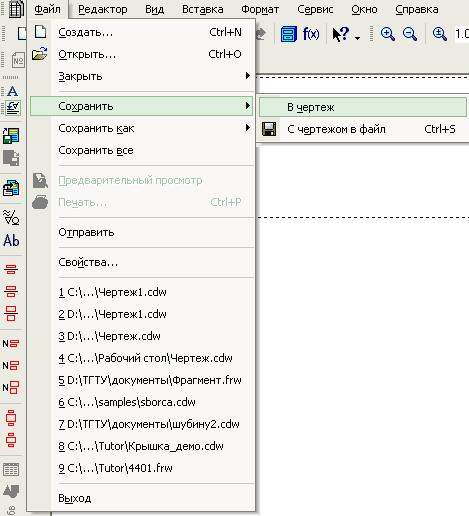 Файл Редактор Вид Вставка Формат Сервис Окно Справка
Создать... Ctrl+N
Открыть... Ctrl+O
Закрыть
Сохранить
В чертеж
Сохранить как
С чертежом в файл Ctrl+S
Сохранить все
Предварительный просмотр
Печать... Ctrl+P
Отправить
Свойства...
1 C:\...\Чертеж1.cdw
2 D:\...\Чертеж1.cdw
3 D:\...\Чертеж.cdw
4 C:\...\Рабочий стол\Чертеж.cdw
5 D:\ТГТУ\документы\Фрагмент.frw
6 C:\...\samples\sborca.cdw
7 D:\ТГТУ\документы\шубину2.cdw
8 C:\...\Tutor\Крышка_демо.cdw
9 C:\...\Tutor\4401.frw
Выход
f(x) ? 1.0
A
Ab
N
N